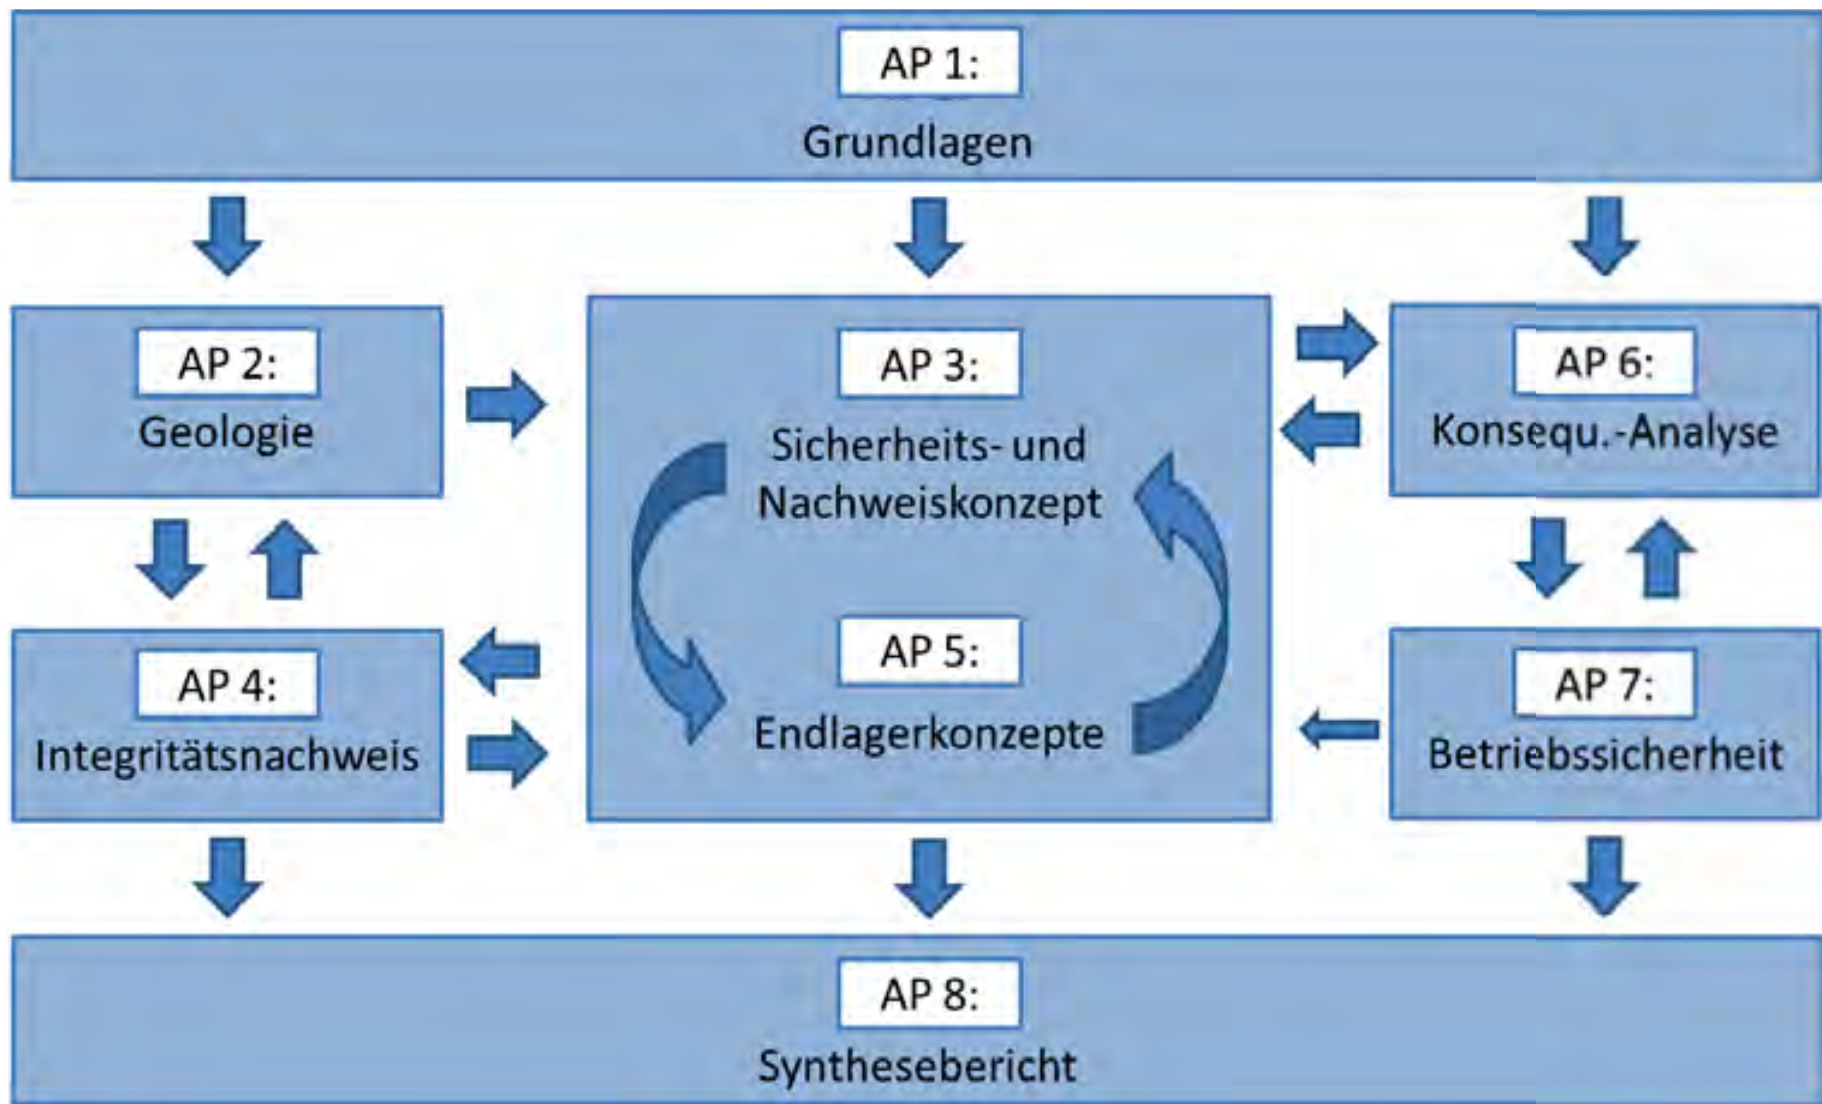 AP 1:
Grundlagen
AP 2:
Geologie
AP 3:
Sicherheits- und
Nachweiskonzept
AP 6:
Konsequ.-Analyse
AP 4:
Integritätsnachweis
AP 5:
Endlagerkonzepte
AP 7:
Betriebssicherheit
AP 8:
Synthesebericht